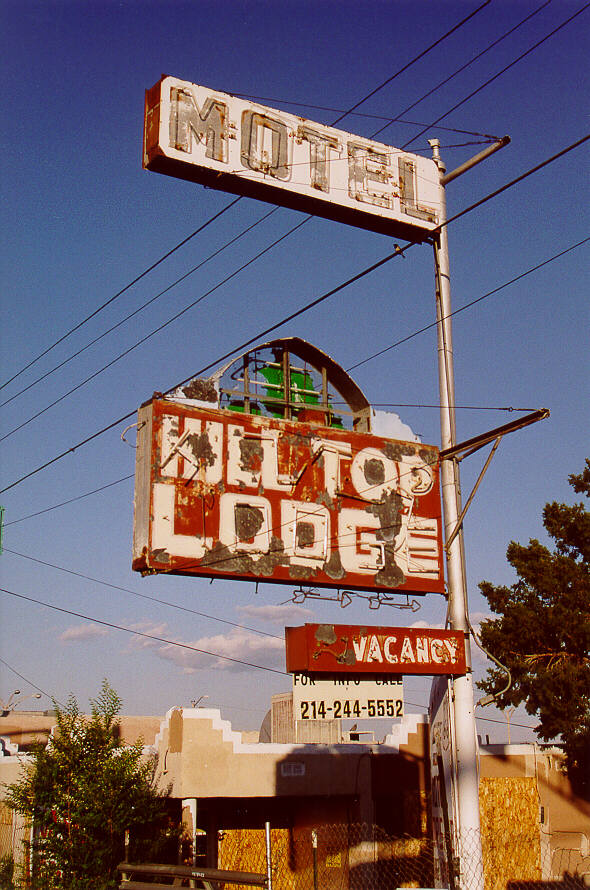 MOTEL
HILLTOP
LODGE
VACANCY
FOR INFO CALL
214-244-5552